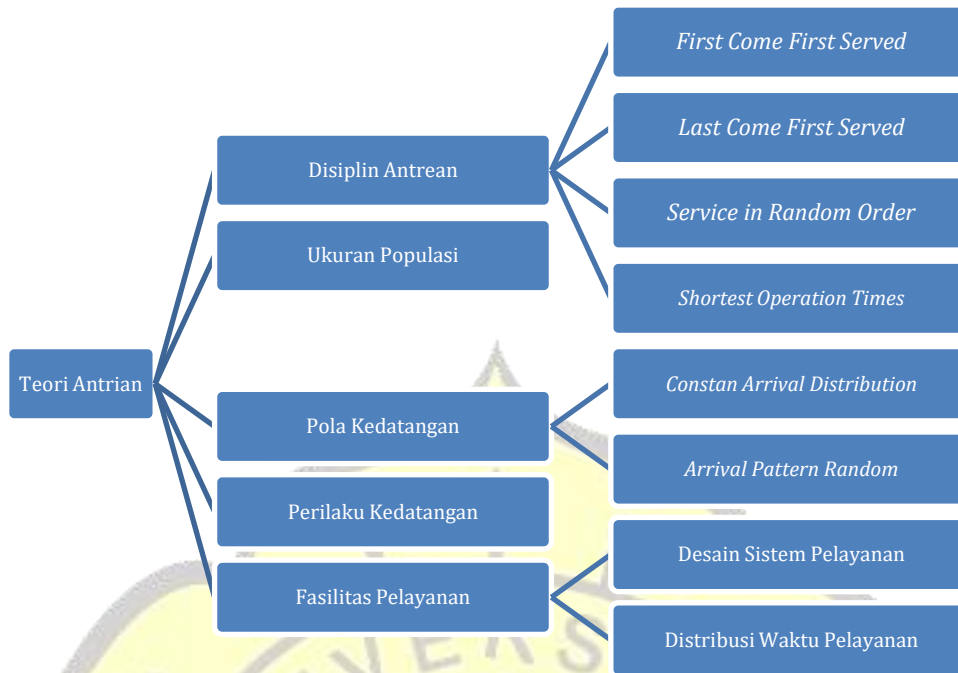 Teori Antrian
Disiplin Antrean
First Come First Served
Last Come First Served
Service in Random Order
Shortest Operation Times
Ukuran Populasi
Pola Kedatangan
Constan Arrival Distribution
Arrival Pattern Random
Perilaku Kedatangan
Fasilitas Pelayanan
Desain Sistem Pelayanan
Distribusi Waktu Pelayanan